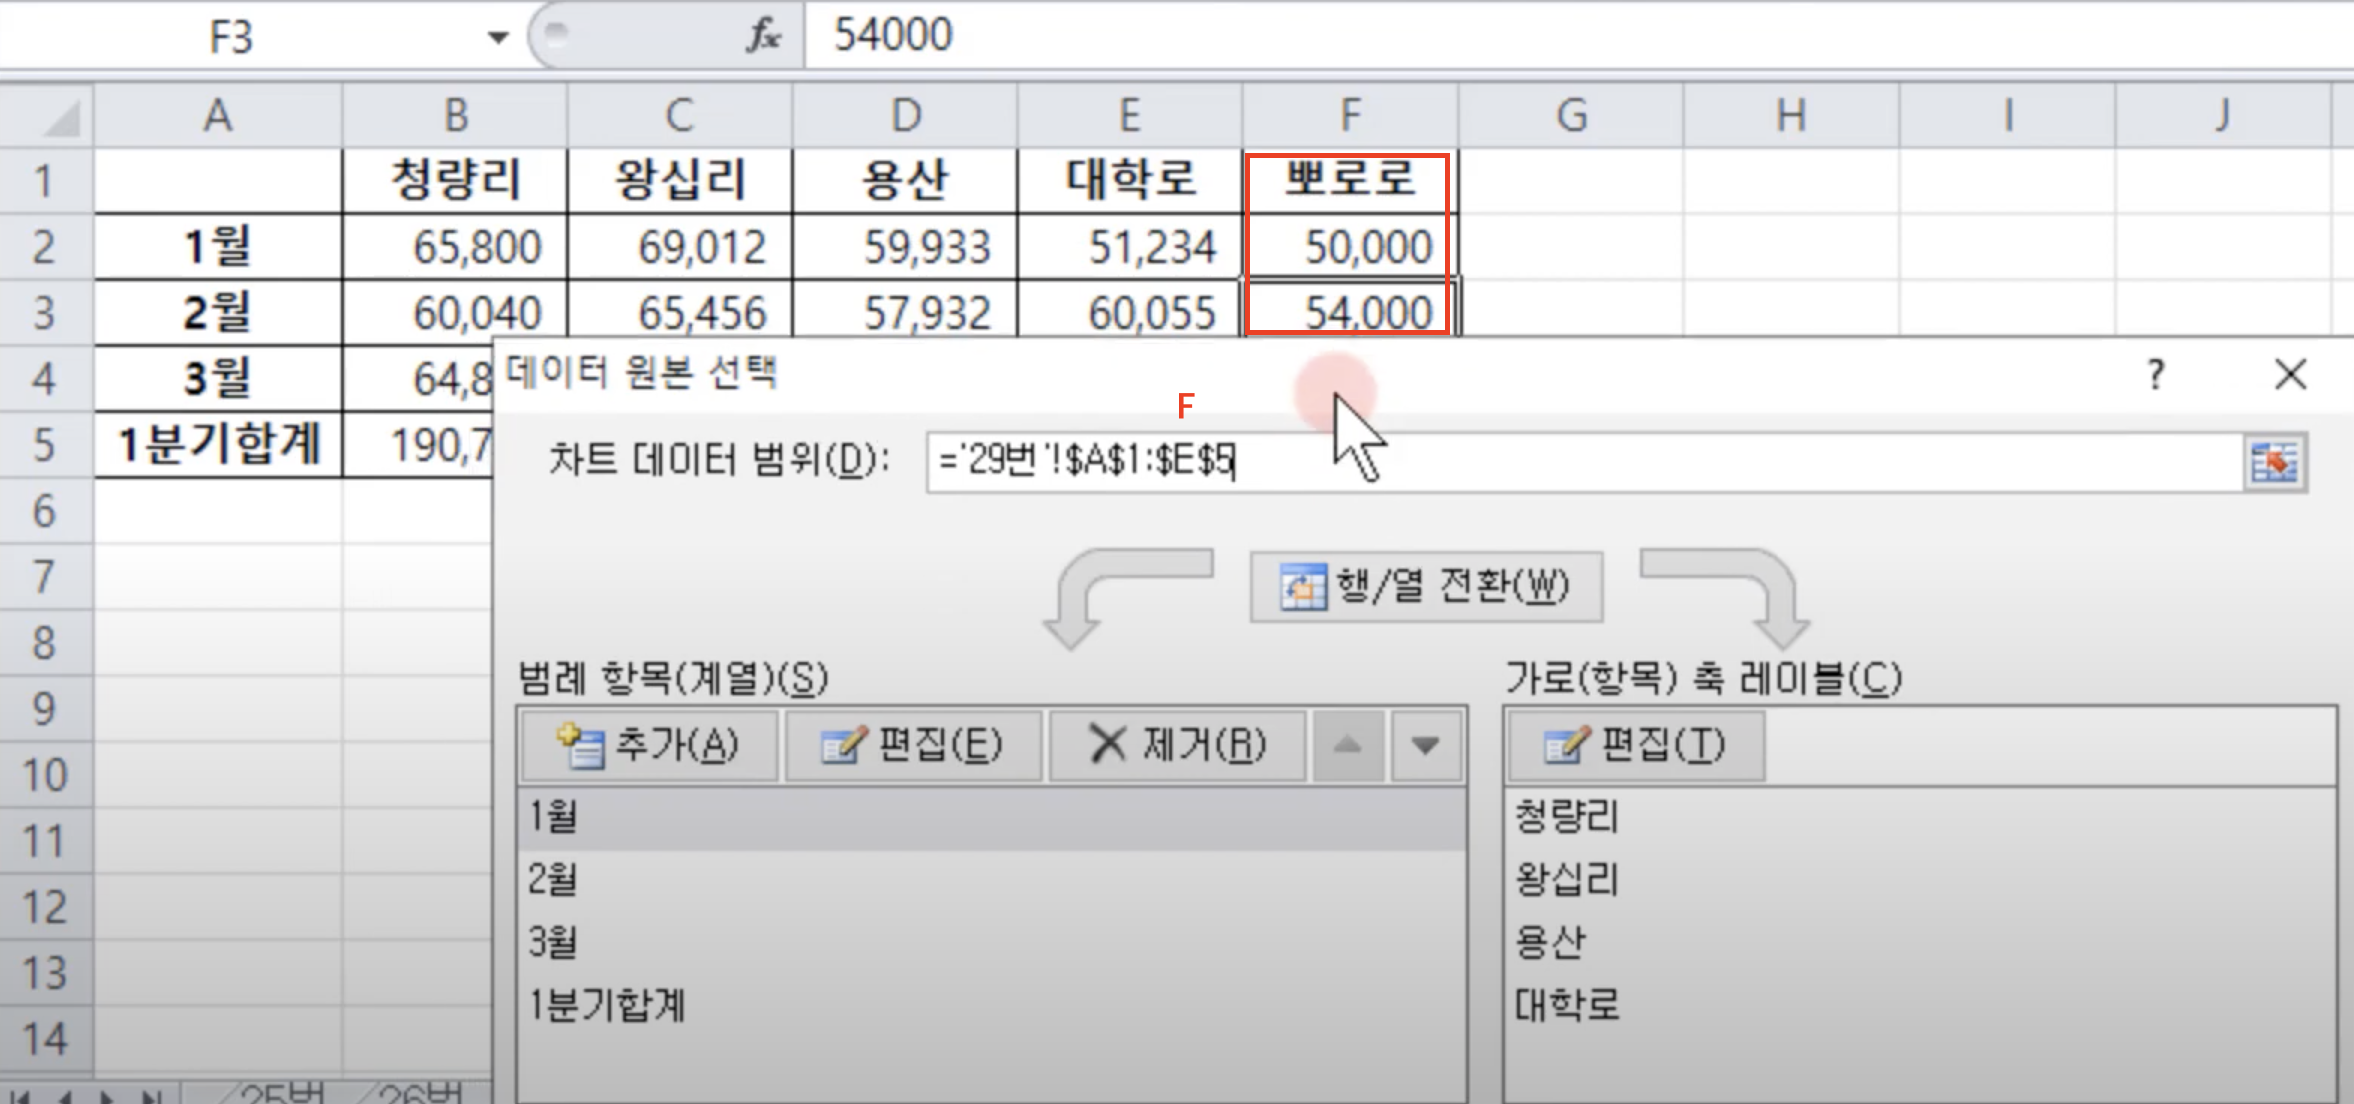 F3 fx 54000
A B C D E F G H I J
1 청량리 왕십리 용산 대학로 뽀로로
2 1월 65,800 69,012 59,933 51,234 50,000
3 2월 60,040 65,456 57,932 60,055 54,000
4 3월 64,8
5 1분기합계 190,7
6
7
8
9
10
11
12
13
14
데이터 원본 선택 ?
F
차트 데이터 범위(D): ='29번'!$A$1:$E$5
행/열 전환(W)
범례 항목(계열)(S) 가로(항목) 축 레이블(C)
추가(A) 편집(E) 제거(R) 편집(T)
1월 청량리
2월 왕십리
3월 용산
1분기합계 대학로
25번 26번